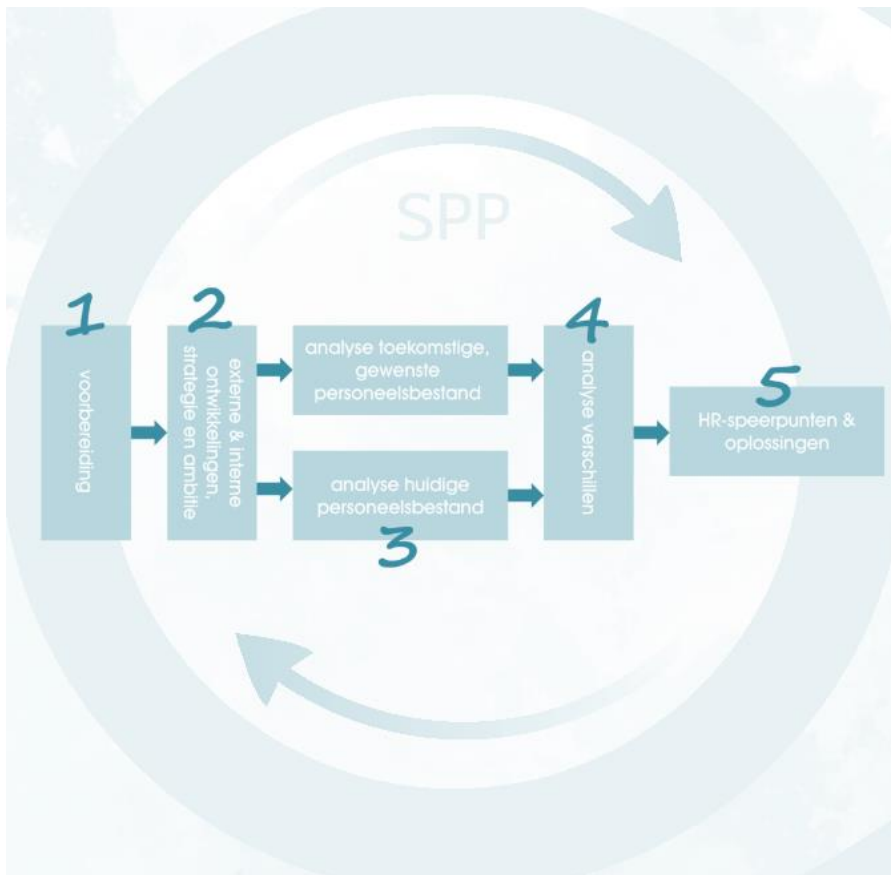 SPP
1
voorbereiding
2
externe & interne
ontwikkelingen,
strategie en ambitie
analyse toekomstige,
gewenste
personeelsbestand
analyse huidige
personeelsbestand
3
4
analyse verschillen
5
HR-speerpunten &
oplossingen